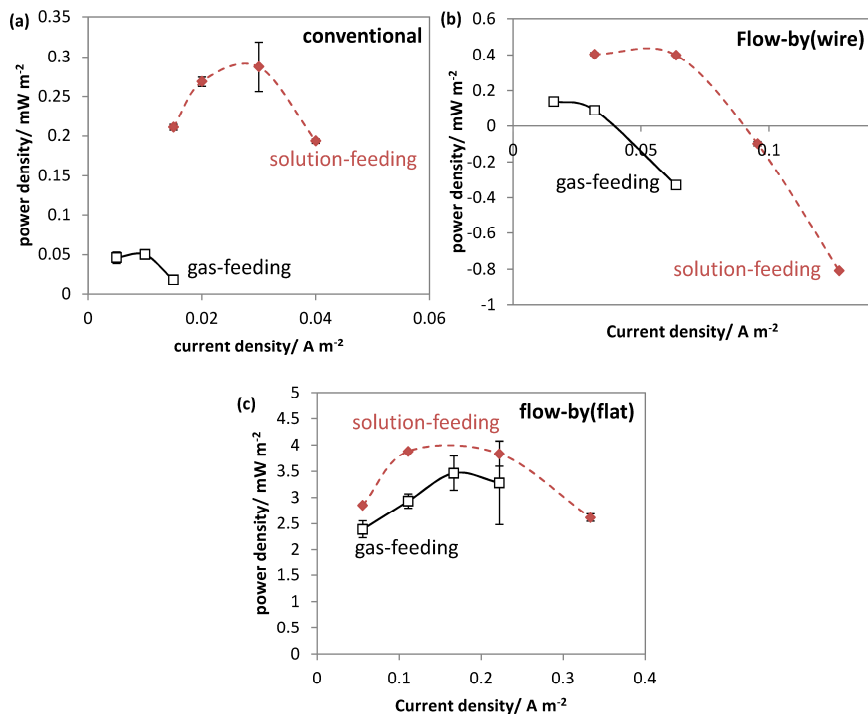 (a)
conventional
power density/ mW m-2
0.35
0.3
0.25
0.2
0.15
0.1
0.05
0
solution-feeding
gas-feeding
0
0.02
0.04
0.06
current density/ A m-2
(b)
Flow-by(wire)
power density/ mW m-2
0.6
0.4
0.2
0
-0.2
-0.4
-0.6
-0.8
-1
0
0.05
0.1
gas-feeding
solution-feeding
Current density/ A m-2
(c)
flow-by(flat)
power density/ mW m-2
5
4.5
4
3.5
3
2.5
2
1.5
1
0.5
0
solution-feeding
gas-feeding
0
0.1
0.2
0.3
0.4
Current density/ A m-2